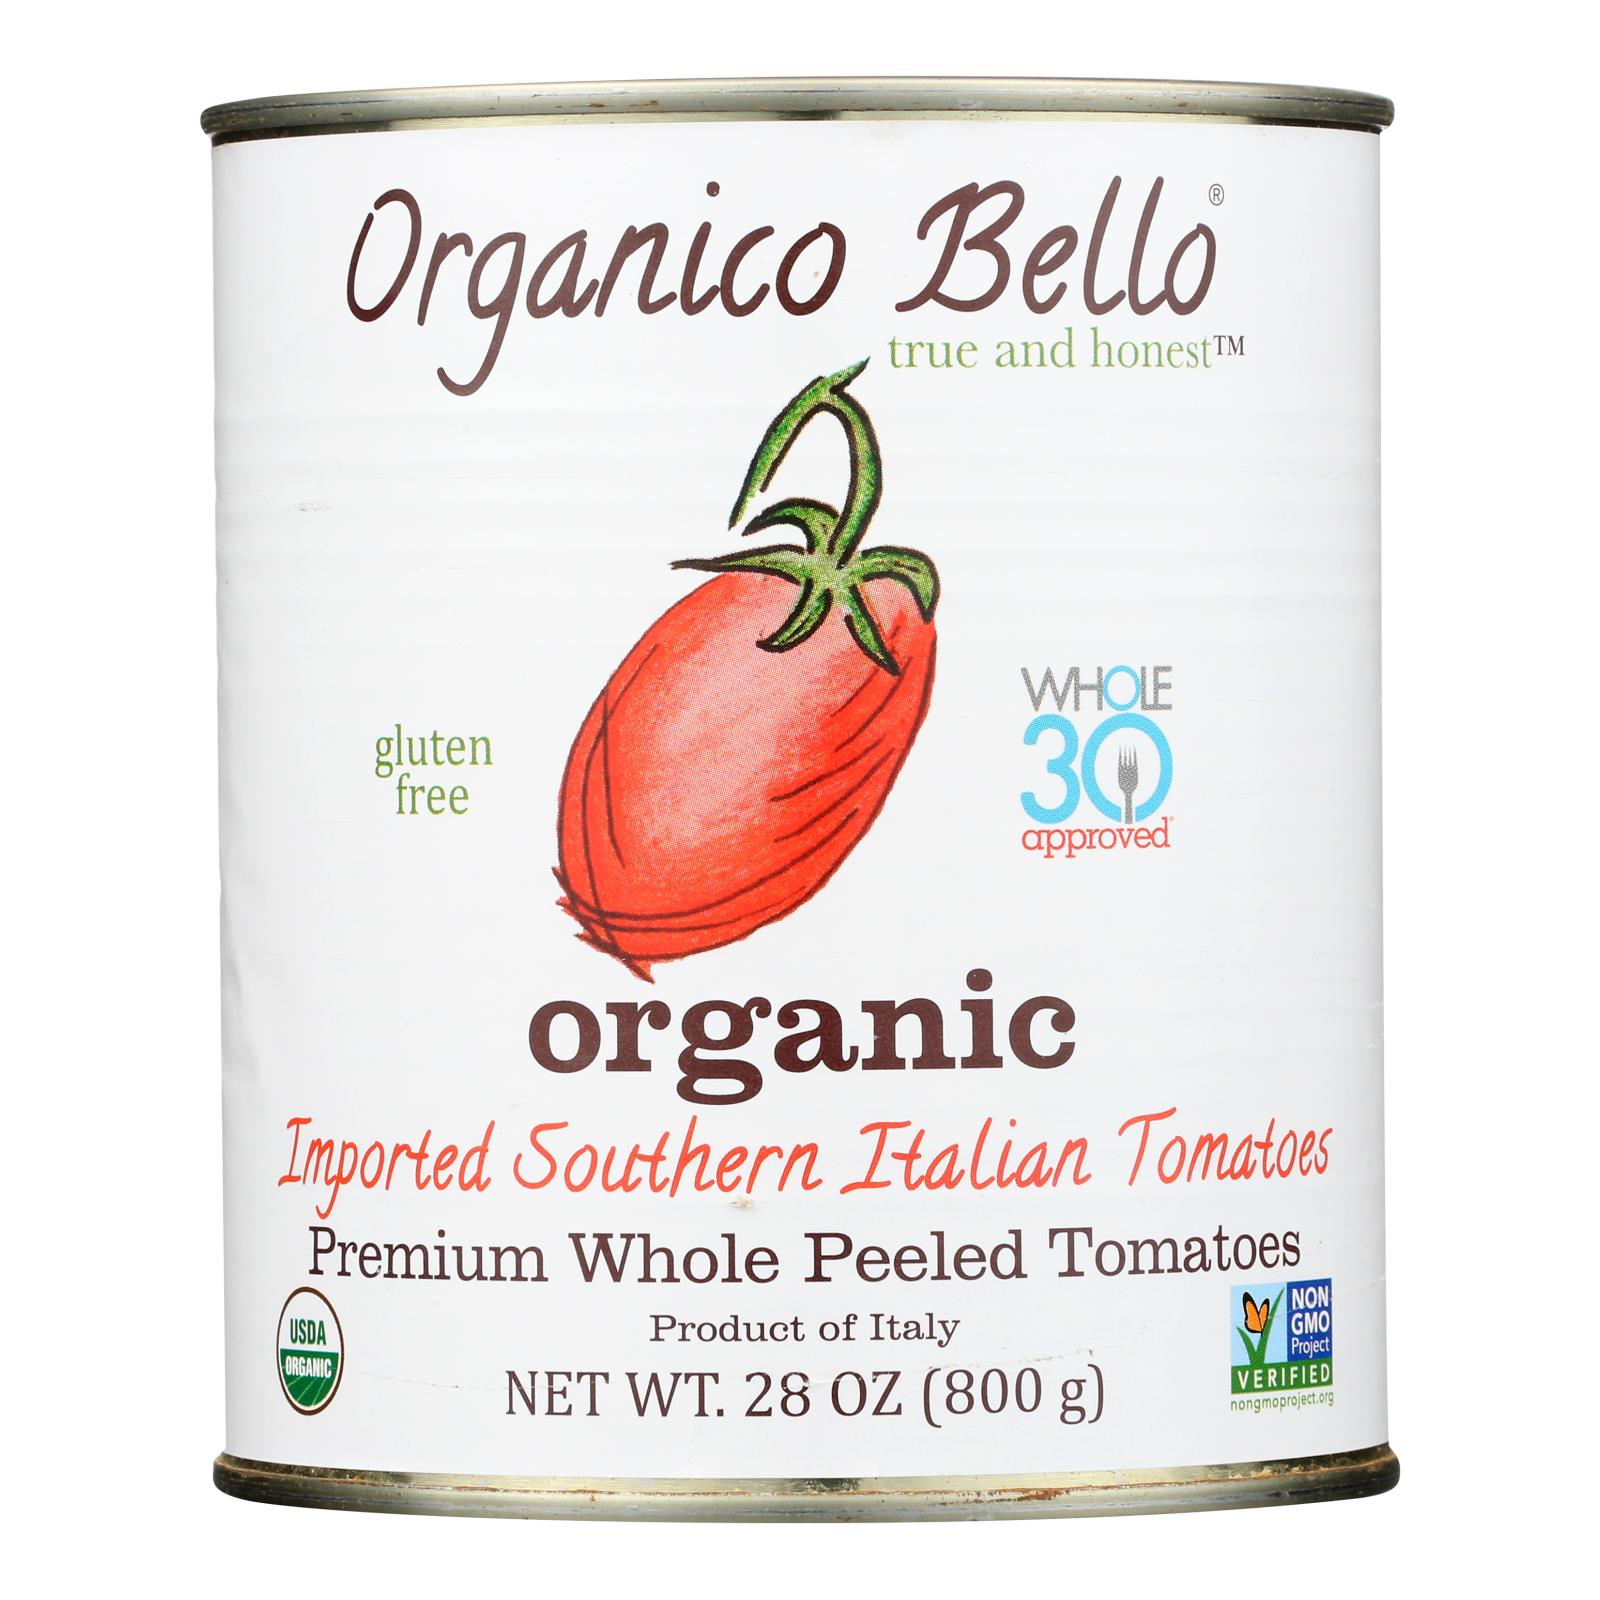 Organico Bello®
true and honest™
gluten
free
WHOLE
30
approved®
organic
Imported Southern Italian Tomatoes
Premium Whole Peeled Tomatoes
Product of Italy
NET WT. 28 OZ (800 g)
USDA
ORGANIC
NON
GMO
Project
VERIFIED
nongmoproject.org